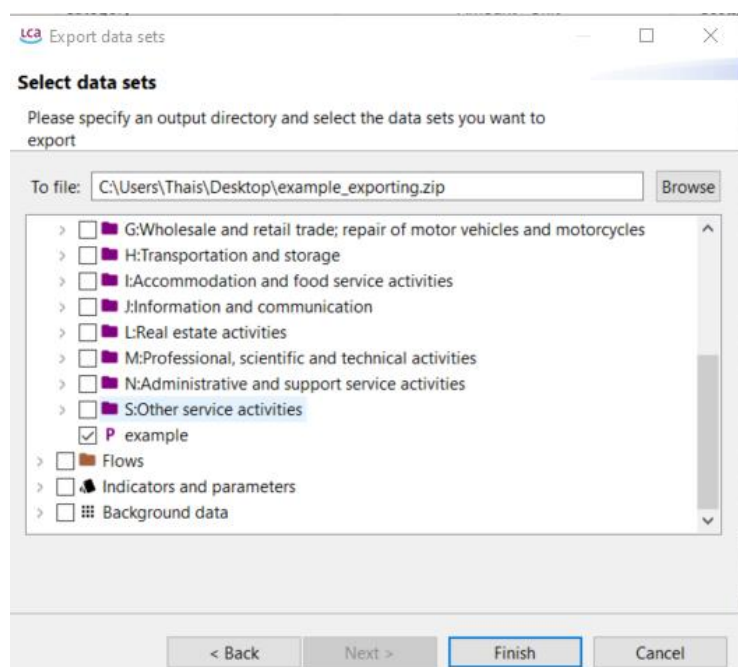 LCA Export data sets
Select data sets
Please specify an output directory and select the data sets you want to
export
To file: C:\Users\Thais\Desktop\example_exporting.zip Browse
G:Wholesale and retail trade; repair of motor vehicles and motorcycles
H:Transportation and storage
I:Accommodation and food service activities
J:Information and communication
L:Real estate activities
M:Professional, scientific and technical activities
N:Administrative and support service activities
S:Other service activities
P example
Flows
Indicators and parameters
Background data
< Back Next > Finish Cancel